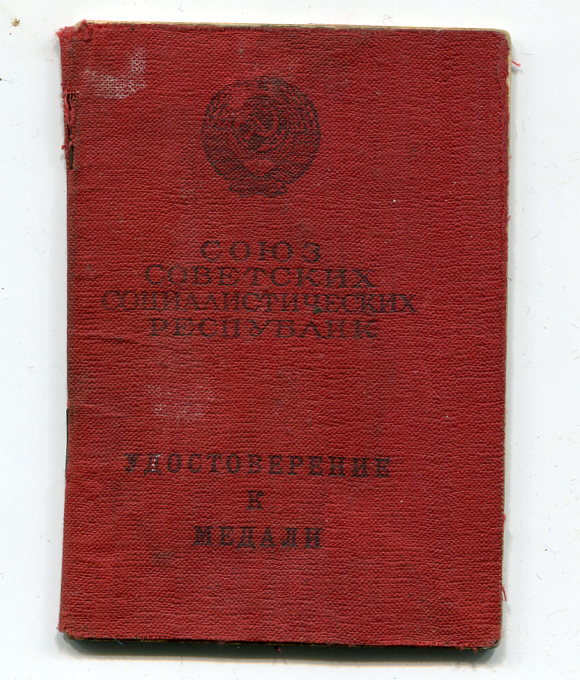 СОЮЗ
СОВЕТСКИХ
СОЦИАЛИСТИЧЕСКИХ
РЕСПУБЛИК
УДОСТОВЕРЕНИЕ
К
МЕДАЛИ